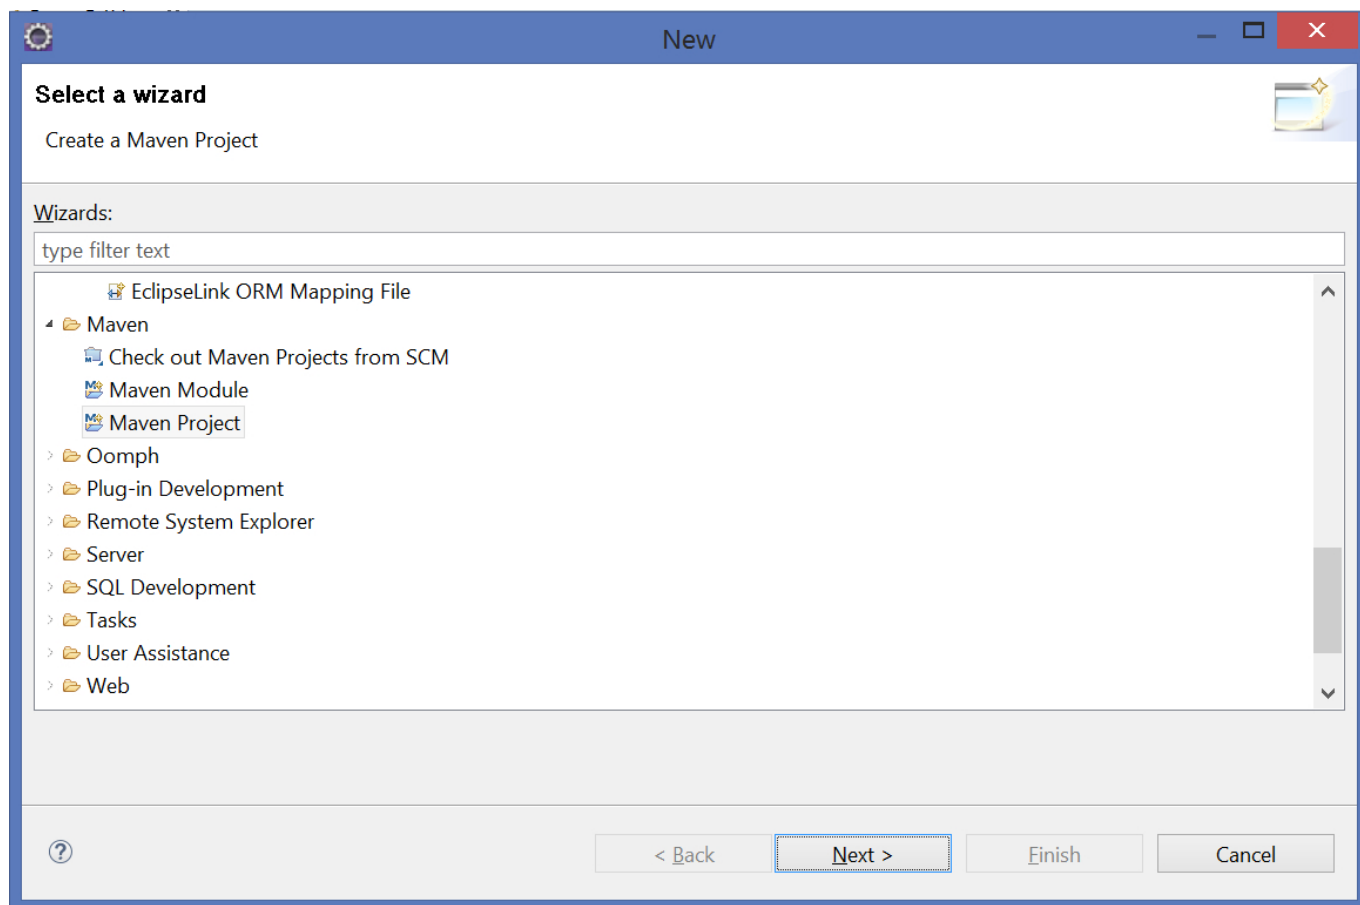 New
Select a wizard
Create a Maven Project
Wizards:
type filter text
EclipseLink ORM Mapping File
Maven
Check out Maven Projects from SCM
Maven Module
Maven Project
Oomph
Plug-in Development
Remote System Explorer
Server
SQL Development
Tasks
User Assistance
Web
< Back Next > Finish Cancel